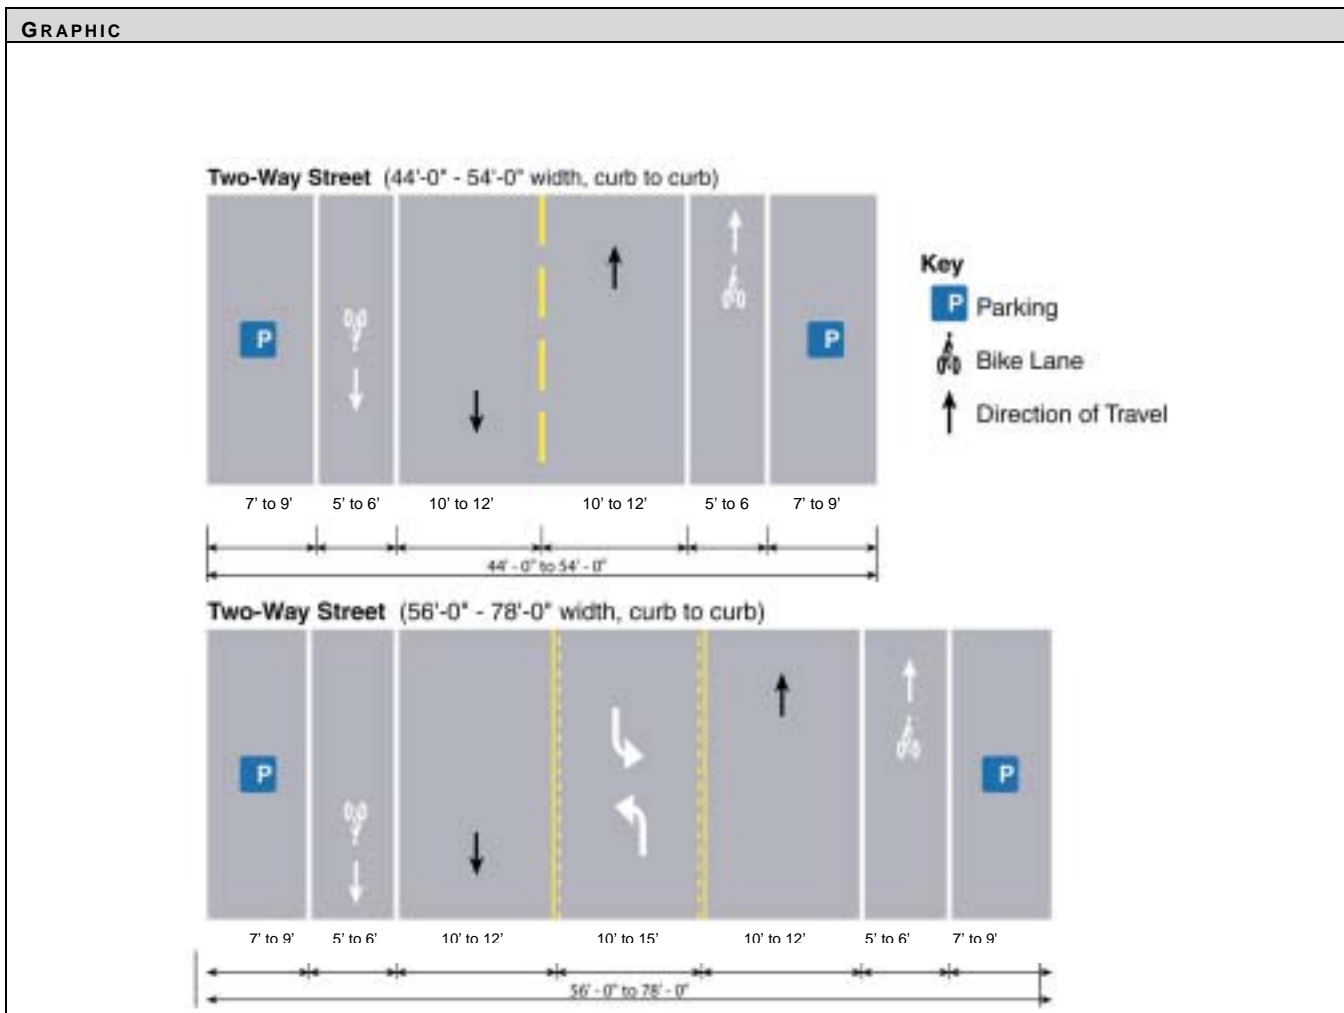 GRAPHIC
Two-Way Street (44'-0" - 54'-0" width, curb to curb)
P
P
Key
P Parking
Bike Lane
Direction of Travel
7' to 9' 5' to 6' 10' to 12' 10' to 12' 5' to 6 7' to 9'
44' - 0" to 54' - 0"
Two-Way Street (56'-0" - 78'-0" width, curb to curb)
P
P
7' to 9' 5' to 6' 10' to 12' 10' to 15' 10' to 12' 5' to 6' 7' to 9'
56' - 0" to 78' - 0"